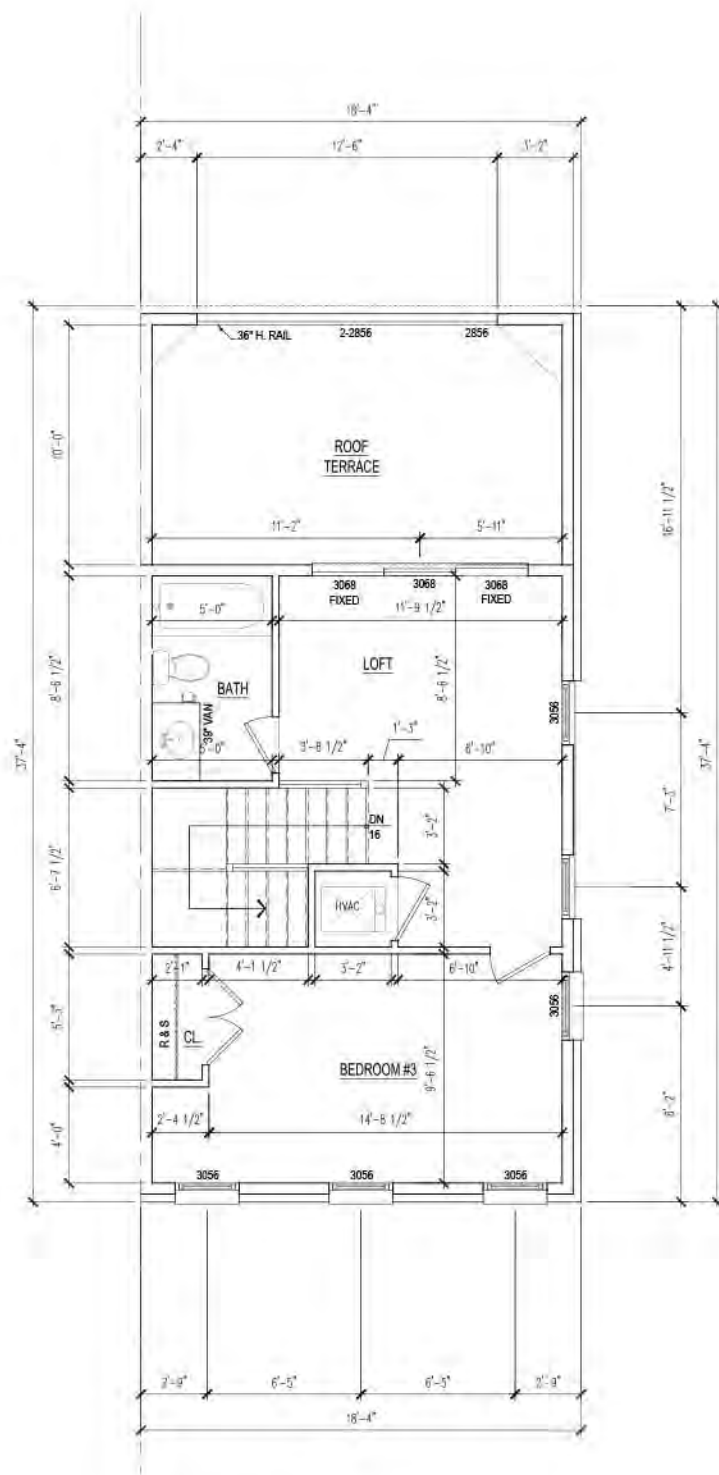 18'-4"
2'-4" 12'-6" 3'-2"
36" H. RAIL 2-2856 2856
10'-0"
ROOF
TERRACE
16'-11 1/2"
11'-2" 5'-11"
3068
FIXED
3068
3068
FIXED
5'-0" 11'-9 1/2"
8'-6 1/2"
BATH
LOFT
8'-6 1/2"
3056
39" VAN
1'-3"
5'-0" 3'-8 1/2" 6'-10"
37'-4"
37'-4"
7'-3"
DN
16
3'-2"
6'-7 1/2"
HVAC
3'-2"
4'-11 1/2"
2'-1" 4'-1 1/2" 3'-2" 6'-10"
3056
5'-3"
R & S
CL.
BEDROOM #3
9'-6 1/2"
6'-2"
4'-0"
2'-4 1/2" 14'-8 1/2"
3056 3056 3056
2'-9" 6'-5" 6'-5" 2'-9"
18'-4"